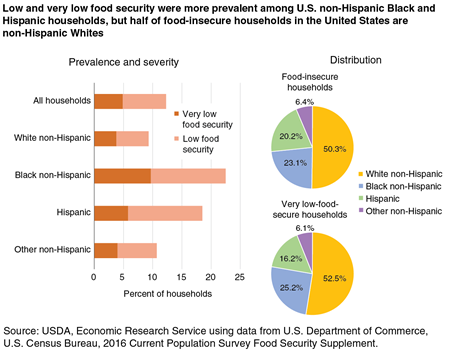 Low and very low food security were more prevalent among U.S. non-Hispanic Black and
Hispanic households, but half of food-insecure households in the United States are
non-Hispanic Whites
Prevalence and severity
All households
White non-Hispanic
Black non-Hispanic
Hispanic
Other non-Hispanic
Very low
food security
Low food
security
0
5
10
15
20
25
Percent of households
Distribution
Food-insecure
households
6.4%
20.2%
50.3%
23.1%
White non-Hispanic
Black non-Hispanic
Hispanic
Other non-Hispanic
Very low-food-
secure households
6.1%
16.2%
52.5%
25.2%
Source: USDA, Economic Research Service using data from U.S. Department of Commerce,
U.S. Census Bureau, 2016 Current Population Survey Food Security Supplement.